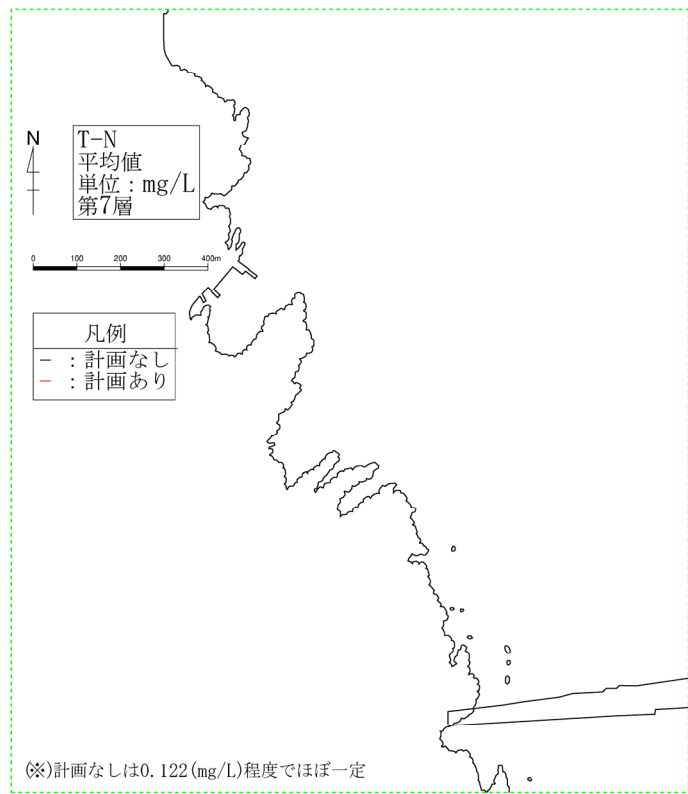 N
T-N
平均値
単位：mg/L
第7層
0 100 200 300 400m
凡例
－ ：計画なし
－ ：計画あり
(※)計画なしは0.122(mg/L)程度でほぼ一定